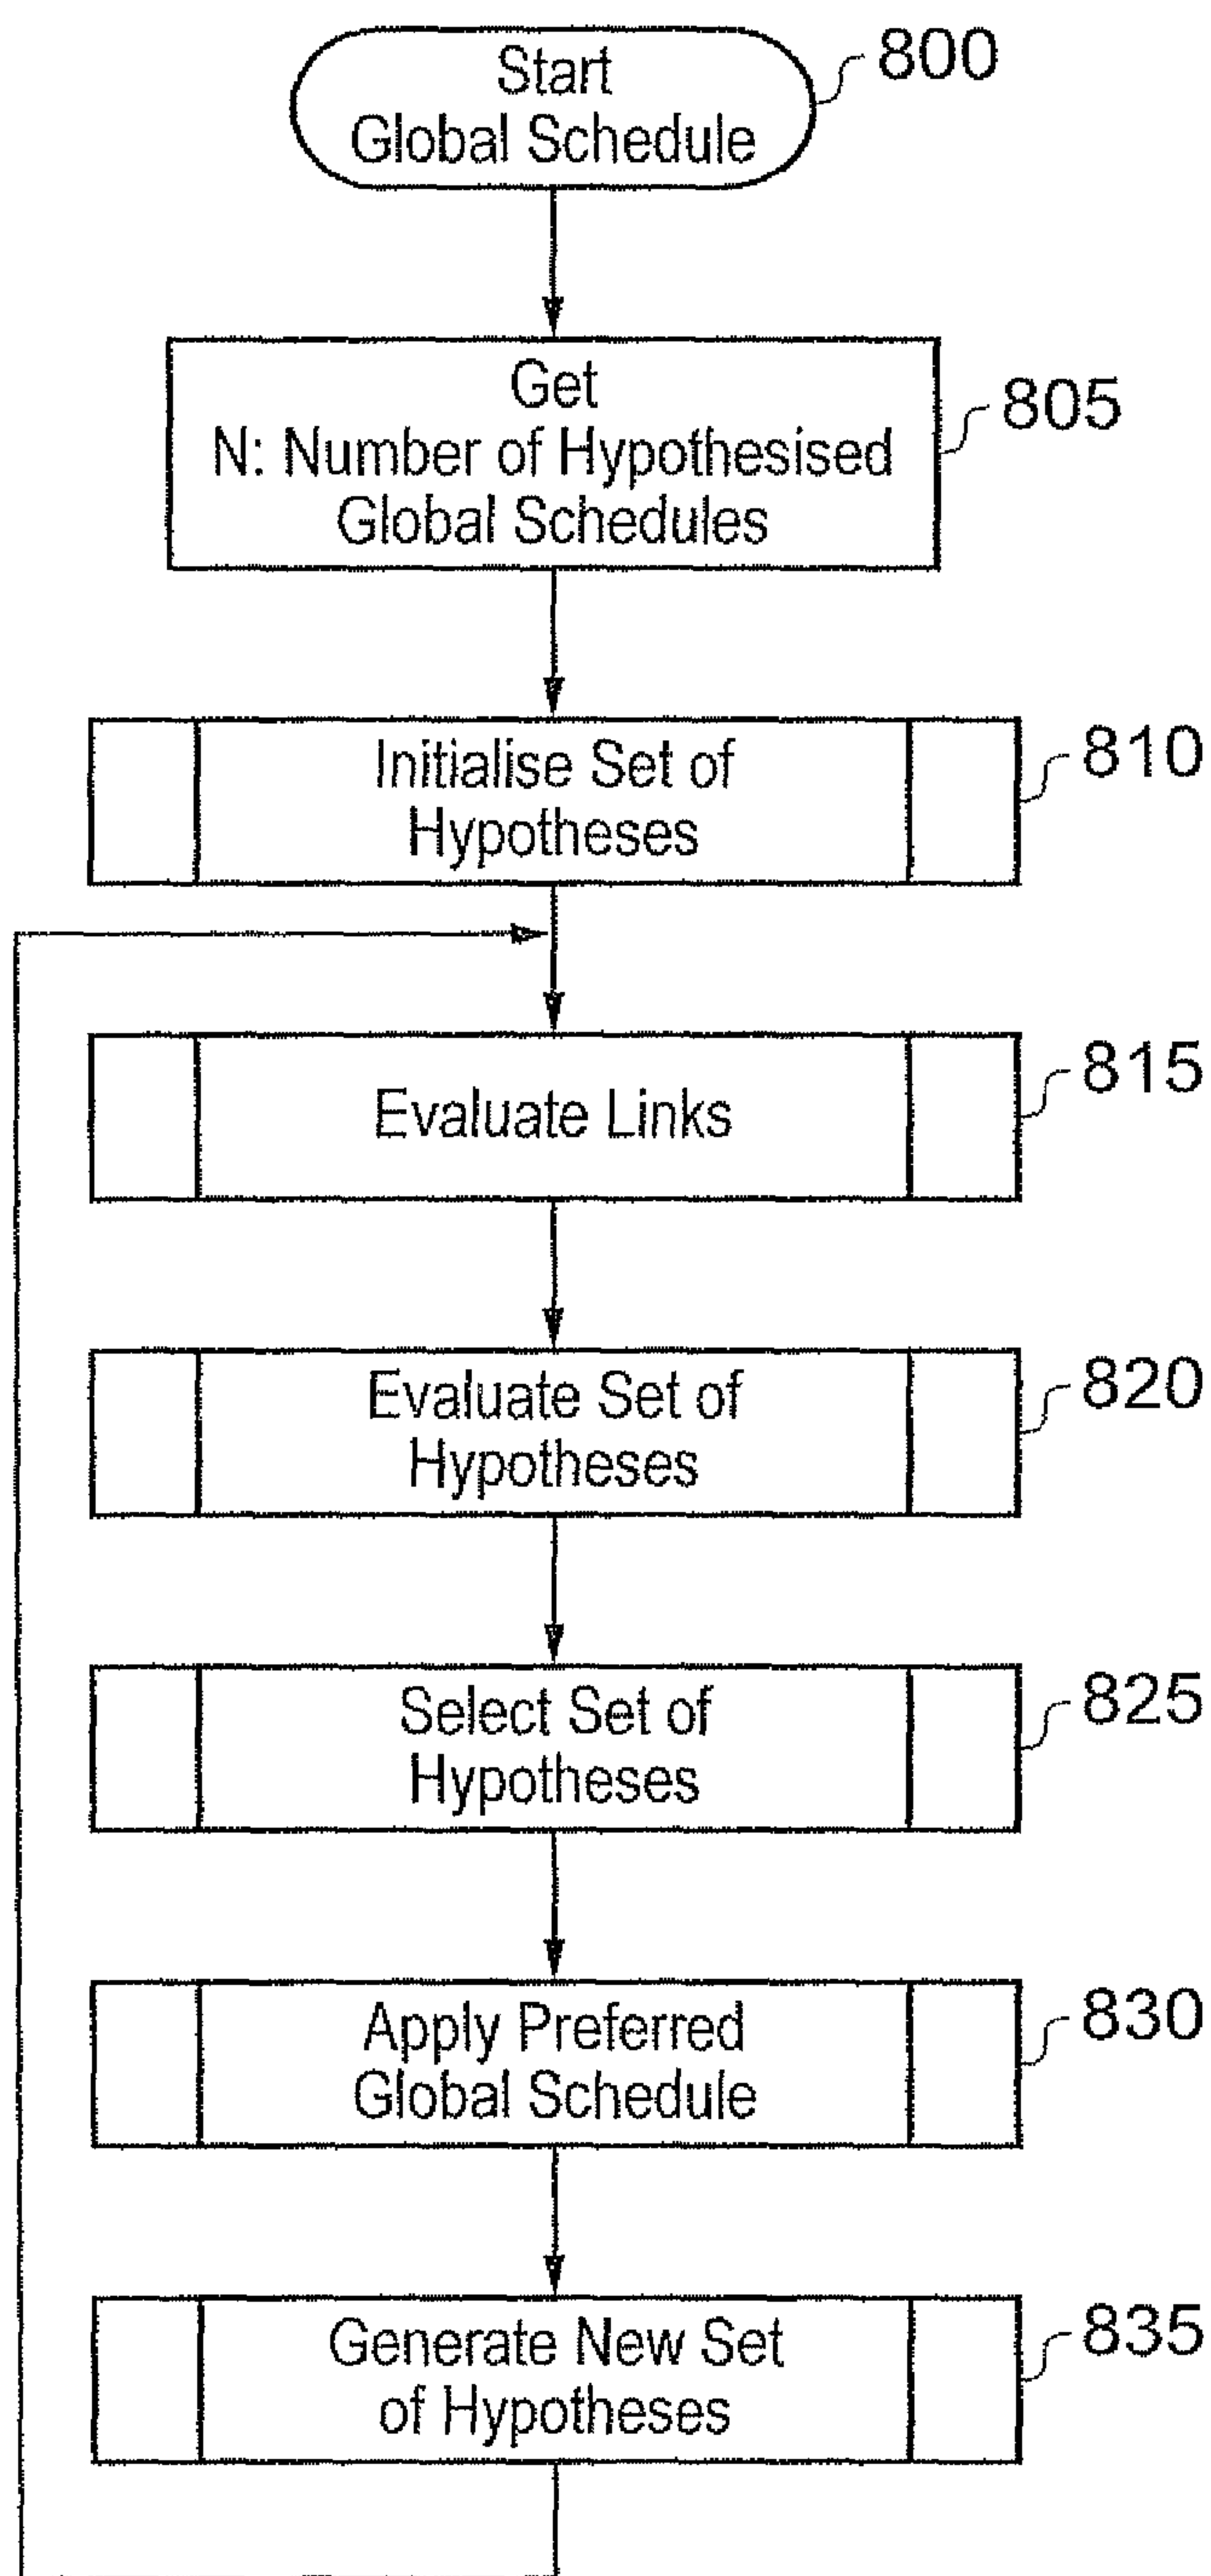 Start
Global Schedule
800
Get
N: Number of Hypothesised
Global Schedules
805
Initialise Set of
Hypotheses
810
Evaluate Links
815
Evaluate Set of
Hypotheses
820
Select Set of
Hypotheses
825
Apply Preferred
Global Schedule
830
Generate New Set
of Hypotheses
835